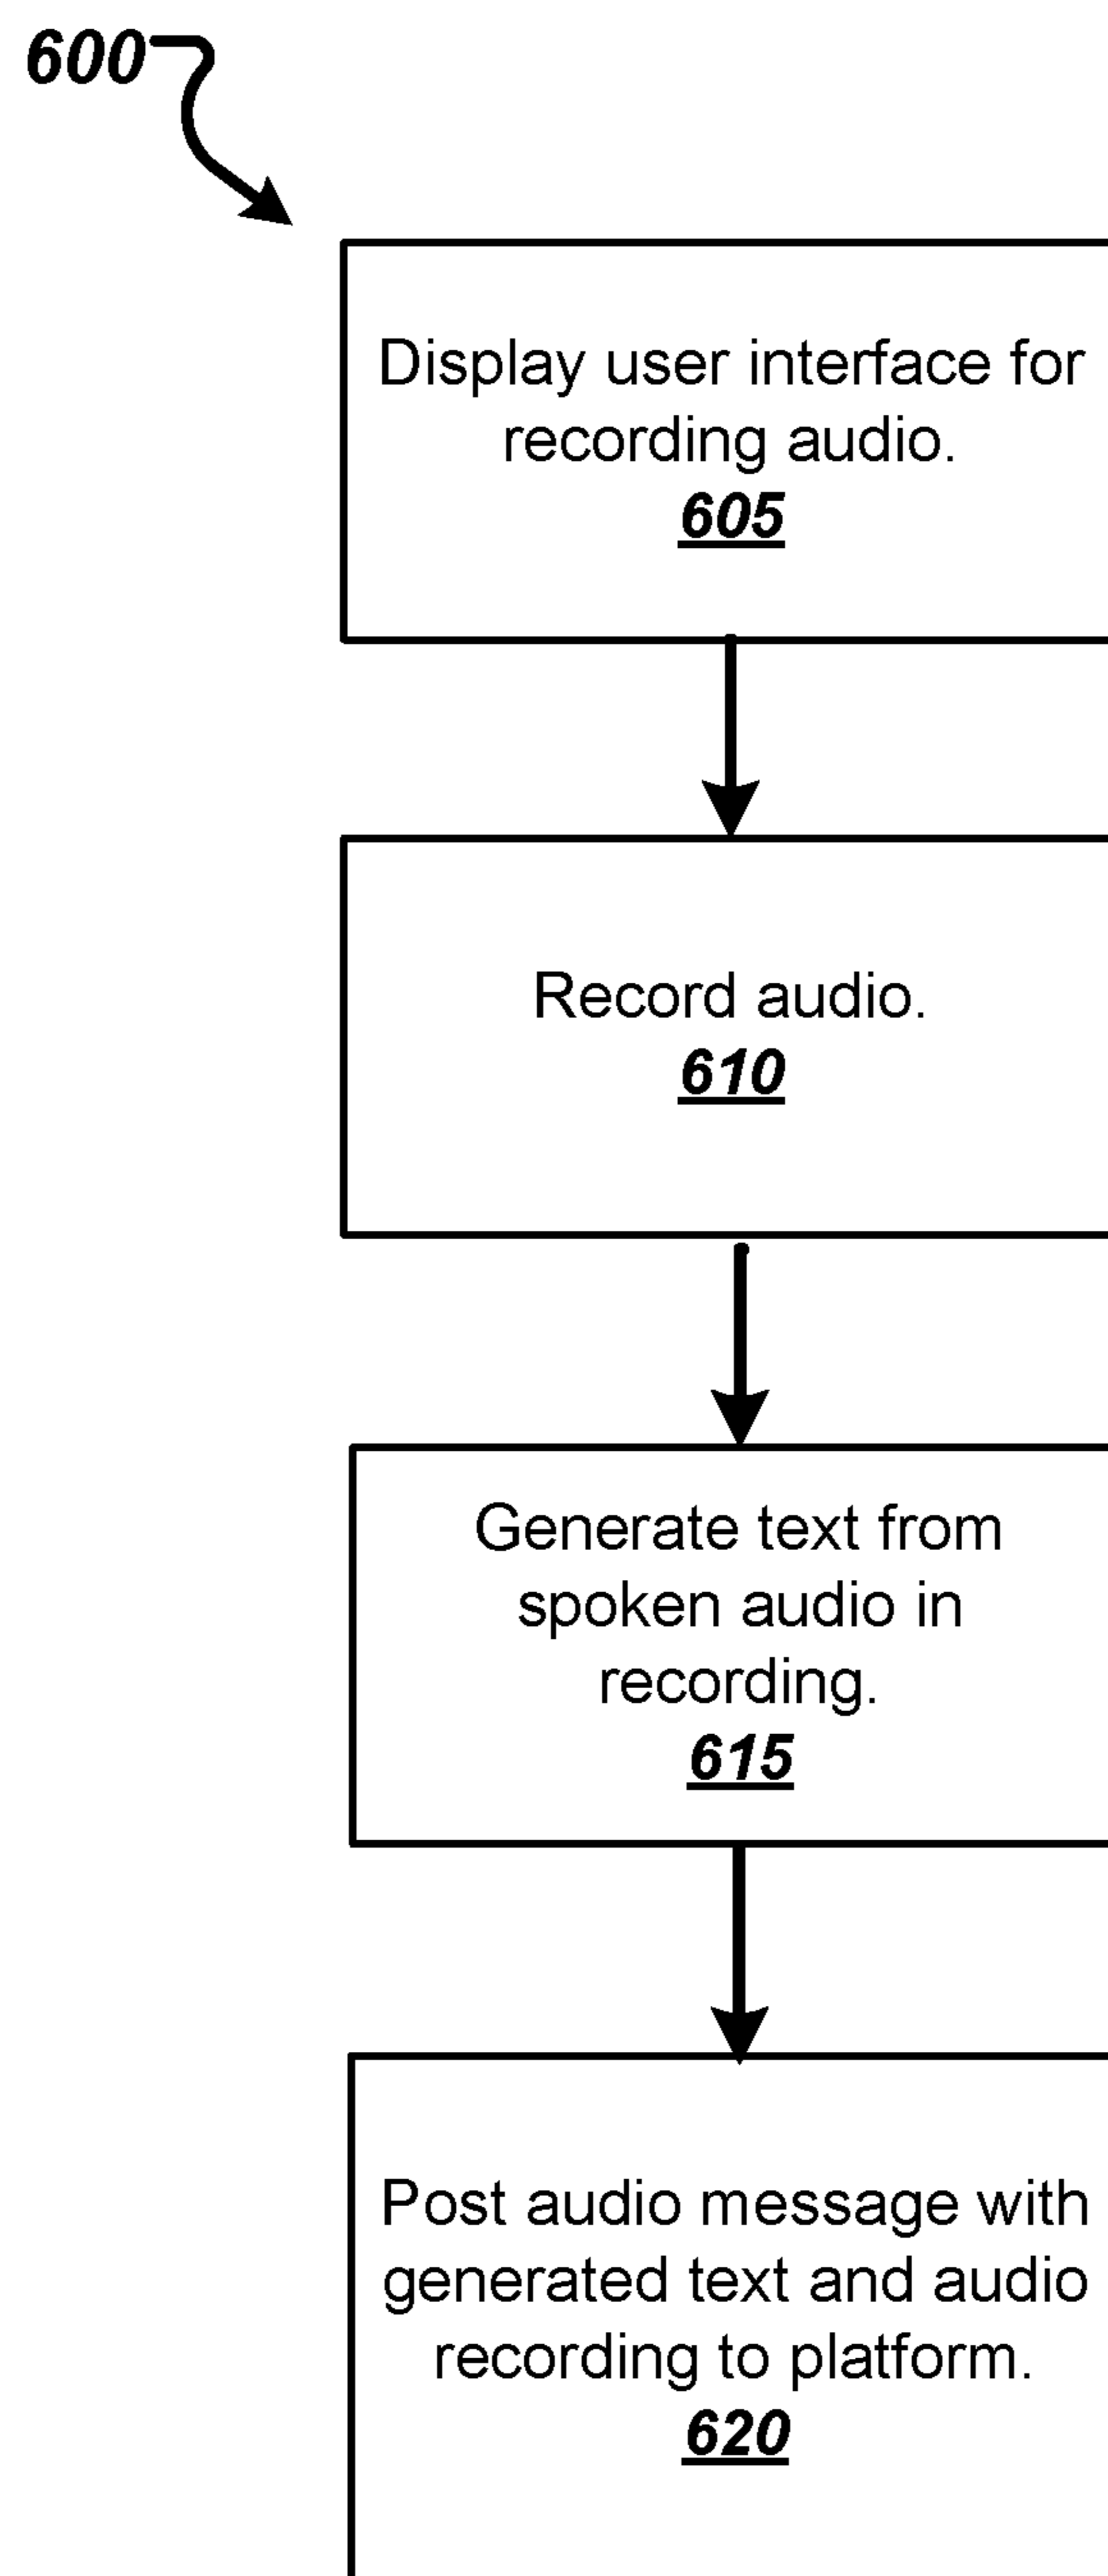 600
Display user interface for
recording audio.
605
Record audio.
610
Generate text from
spoken audio in
recording.
615
Post audio message with
generated text and audio
recording to platform.
620